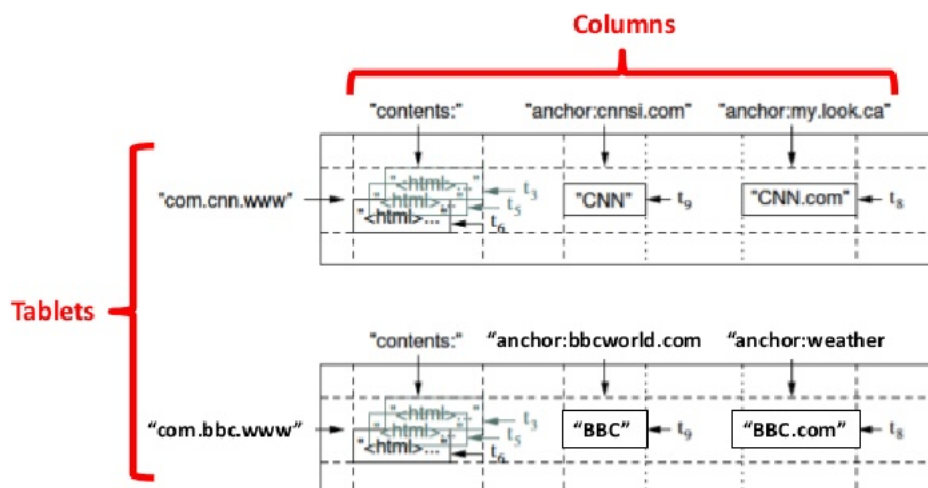 Columns
"contents:" "anchor:cnnsi.com" "anchor:my.look.ca"
"<html>..."
t3
"<html>..."
t5
"<html>..."
t6
"com.cnn.www" "CNN" t9 "CNN.com" t8
Tablets
"contents:" “anchor:bbcworld.com “anchor:weather
"<html>..."
t3
"<html>..."
t5
"<html>..."
t6
“com.bbc.www” “BBC” t9 “BBC.com” t8